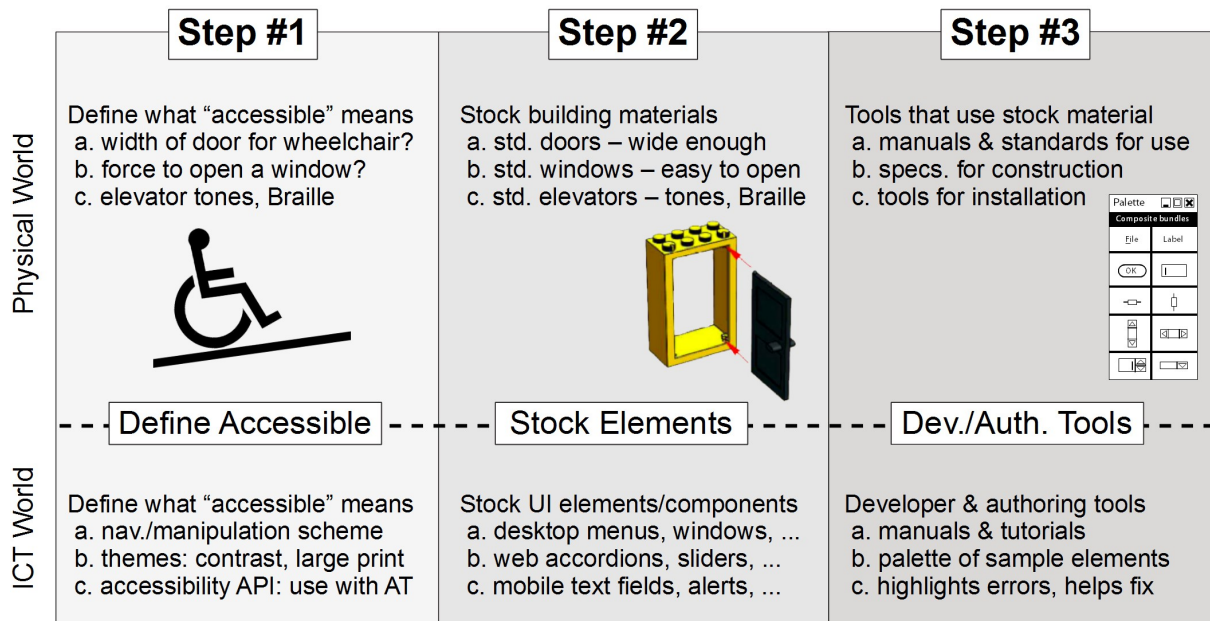 Step #1
Step #2
Step #3
Physical World
Define what “accessible” means
a. width of door for wheelchair?
b. force to open a window?
c. elevator tones, Braille
Stock building materials
a. std. doors – wide enough
b. std. windows – easy to open
c. std. elevators – tones, Braille
Tools that use stock material
a. manuals & standards for use
b. specs. for construction
c. tools for installation
Palette
Composite bundles
File
Label
OK
Define Accessible
Stock Elements
Dev./Auth. Tools
ICT World
Define what “accessible” means
a. nav./manipulation scheme
b. themes: contrast, large print
c. accessibility API: use with AT
Stock UI elements/components
a. desktop menus, windows, ...
b. web accordions, sliders, ...
c. mobile text fields, alerts, ...
Developer & authoring tools
a. manuals & tutorials
b. palette of sample elements
c. highlights errors, helps fix